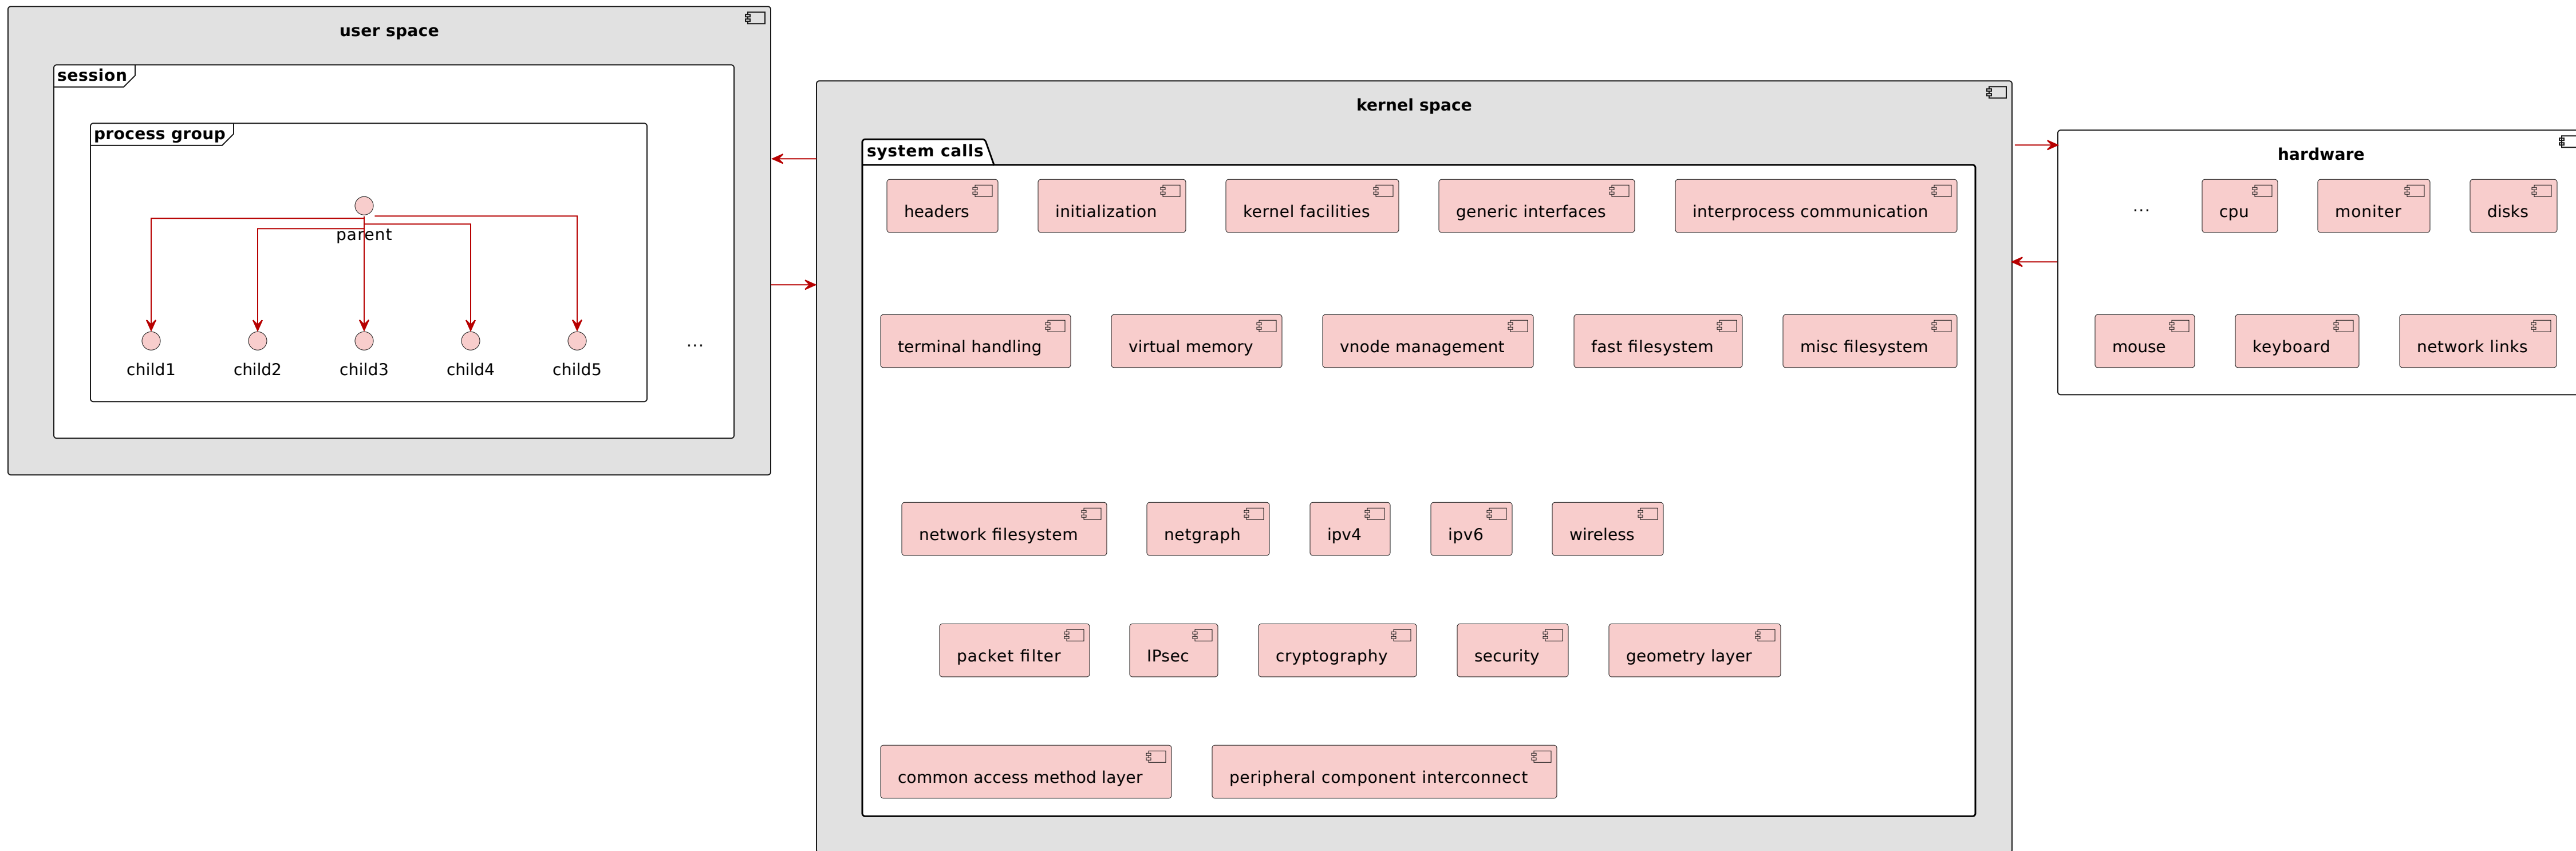 user space
session
process group
parent
child1 child2 child3 child4 child5
...
kernel space
system calls
headers initialization kernel facilities generic interfaces interprocess communication
terminal handling virtual memory vnode management fast filesystem misc filesystem
network filesystem netgraph ipv4 ipv6 wireless
packet filter IPsec cryptography security geometry layer
common access method layer peripheral component interconnect
hardware
... cpu moniter disks
mouse keyboard network links